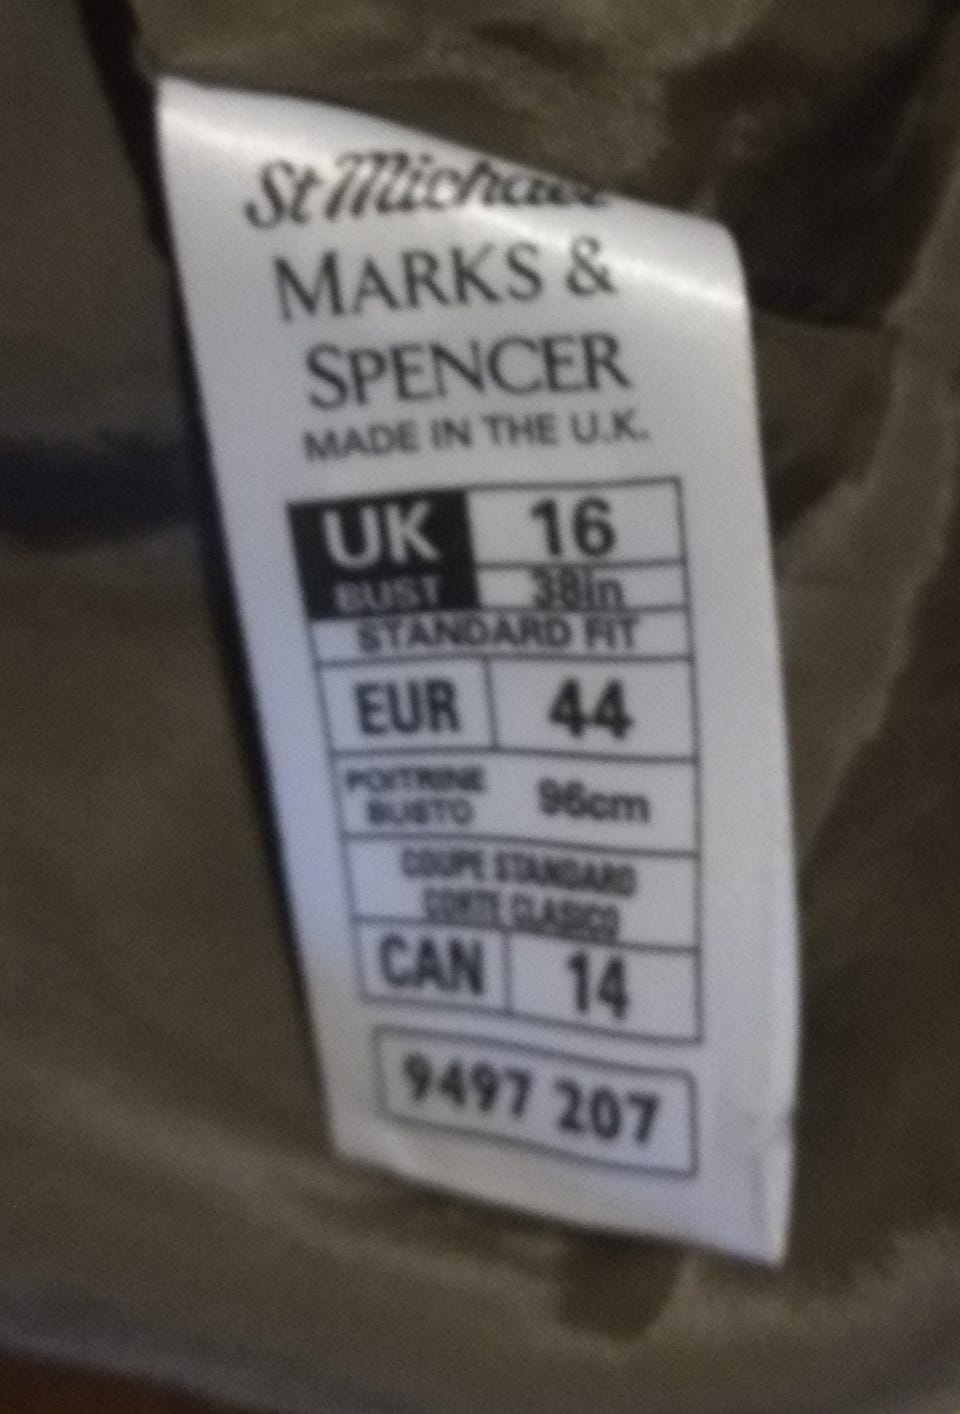 St Michael
MARKS &
SPENCER
MADE IN THE U.K.
UK 16
BUST 38in
STANDARD FIT
EUR 44
POITRINE
BUSTO 96cm
COUPE STANDARD
CORTE CLASICO
CAN 14
9497 207